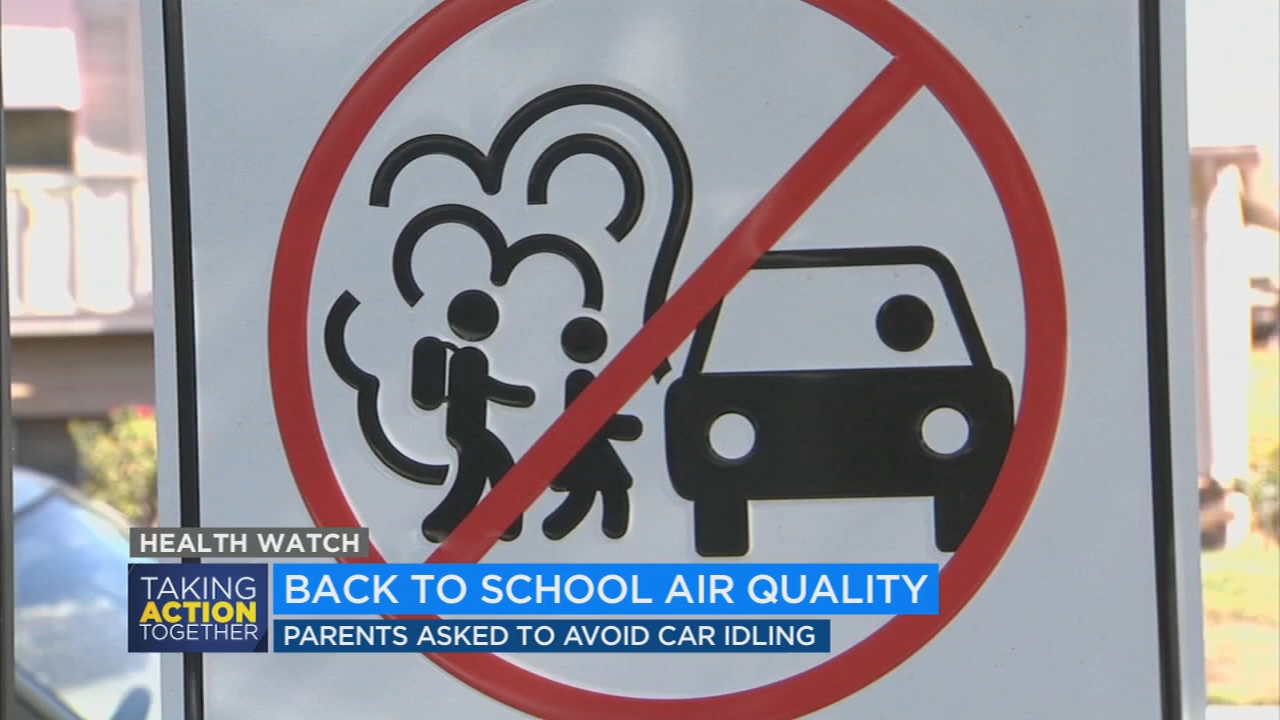 HEALTH WATCH
TAKING
ACTION
TOGETHER
BACK TO SCHOOL AIR QUALITY
PARENTS ASKED TO AVOID CAR IDLING